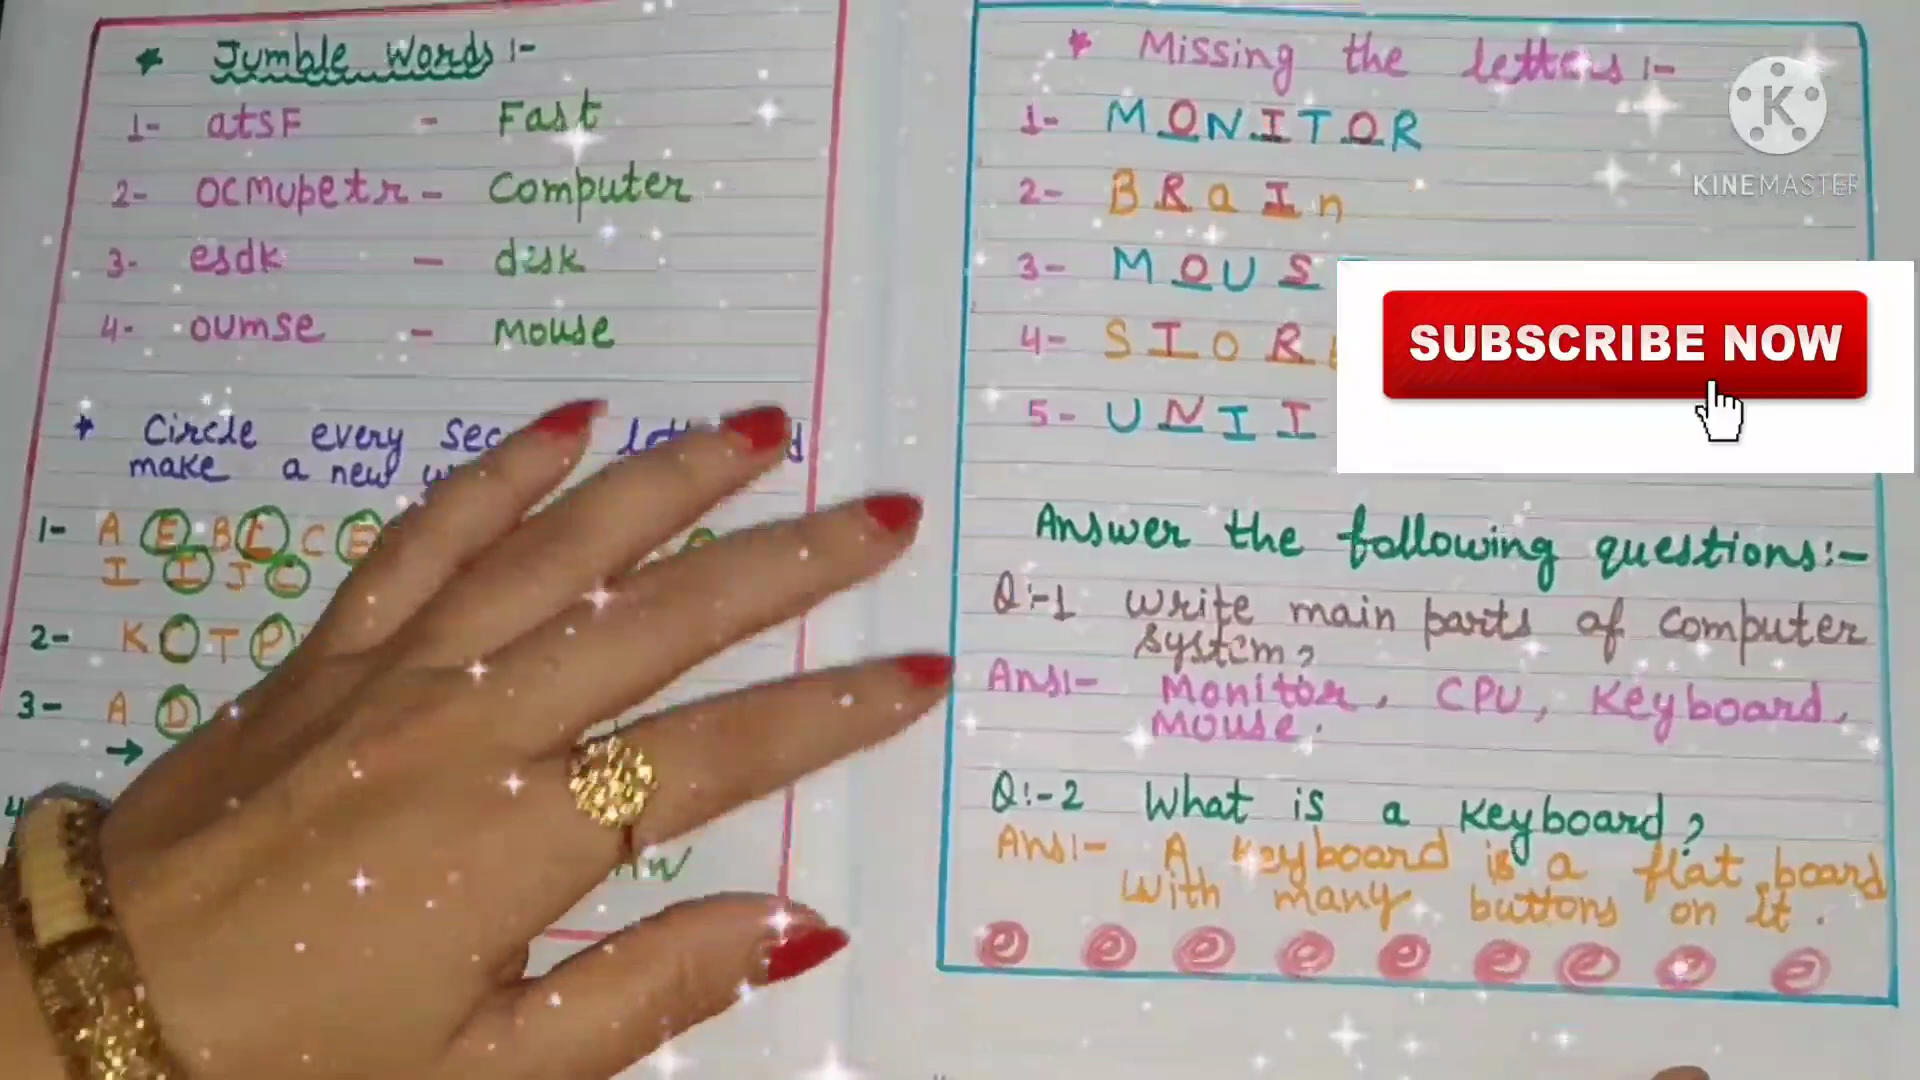 * Jumble Words :-
1- atsF - Fast
2- ocmupetr - Computer
3- esdk - desk
4- oumse - Mouse
* Circle every
make a new
1- A E B L C E
I I J C
2- K O T P
3- A D
→
* Missing the letters :-
1- MONITOR
2- BRaIn
3- MOUS
4- SIOR
5- UNII
Answer the following questions:-
Q:-1 Write main parts of Computer
System?
Ans:- Monitor, CPU, Keyboard,
Mouse.
Q:-2 What is a Keyboard?
Ans:- A Keyboard is a flat board
with many buttons on it.
K
KINEMASTER
SUBSCRIBE NOW